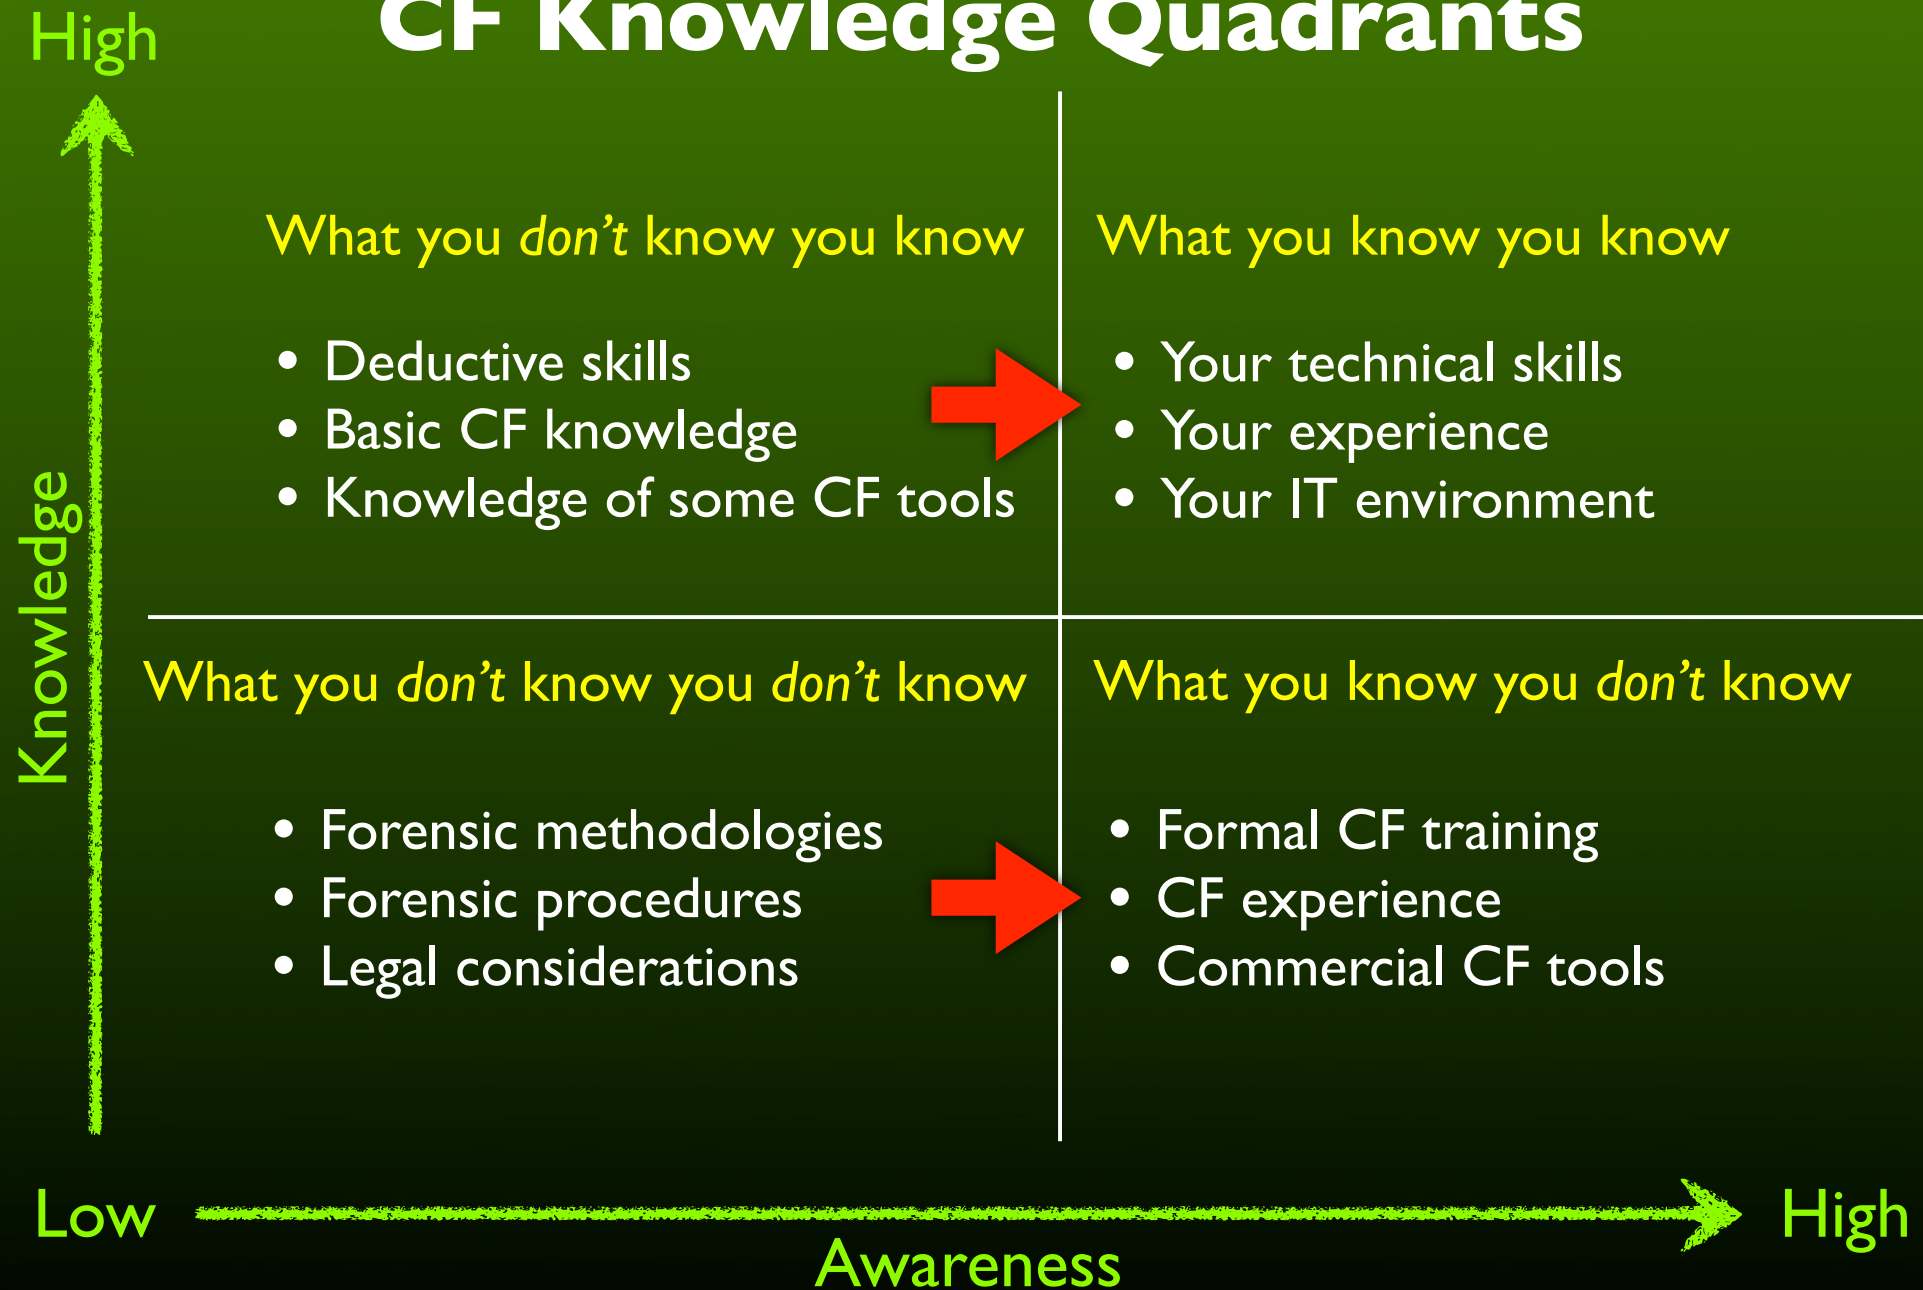 CF Knowledge Quadrants
High
What you don’t know you know
• Deductive skills
• Basic CF knowledge
• Knowledge of some CF tools
What you know you know
• Your technical skills
• Your experience
• Your IT environment
Knowledge
What you don’t know you don’t know
• Forensic methodologies
• Forensic procedures
• Legal considerations
What you know you don’t know
• Formal CF training
• CF experience
• Commercial CF tools
Low
High
Awareness